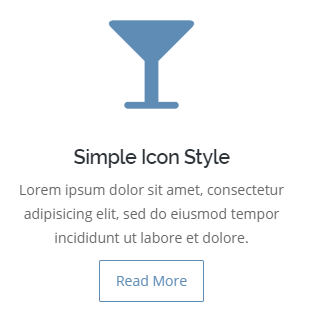 Simple Icon Style
Lorem ipsum dolor sit amet, consectetur
adipisicing elit, sed do eiusmod tempor
incididunt ut labore et dolore.
Read More